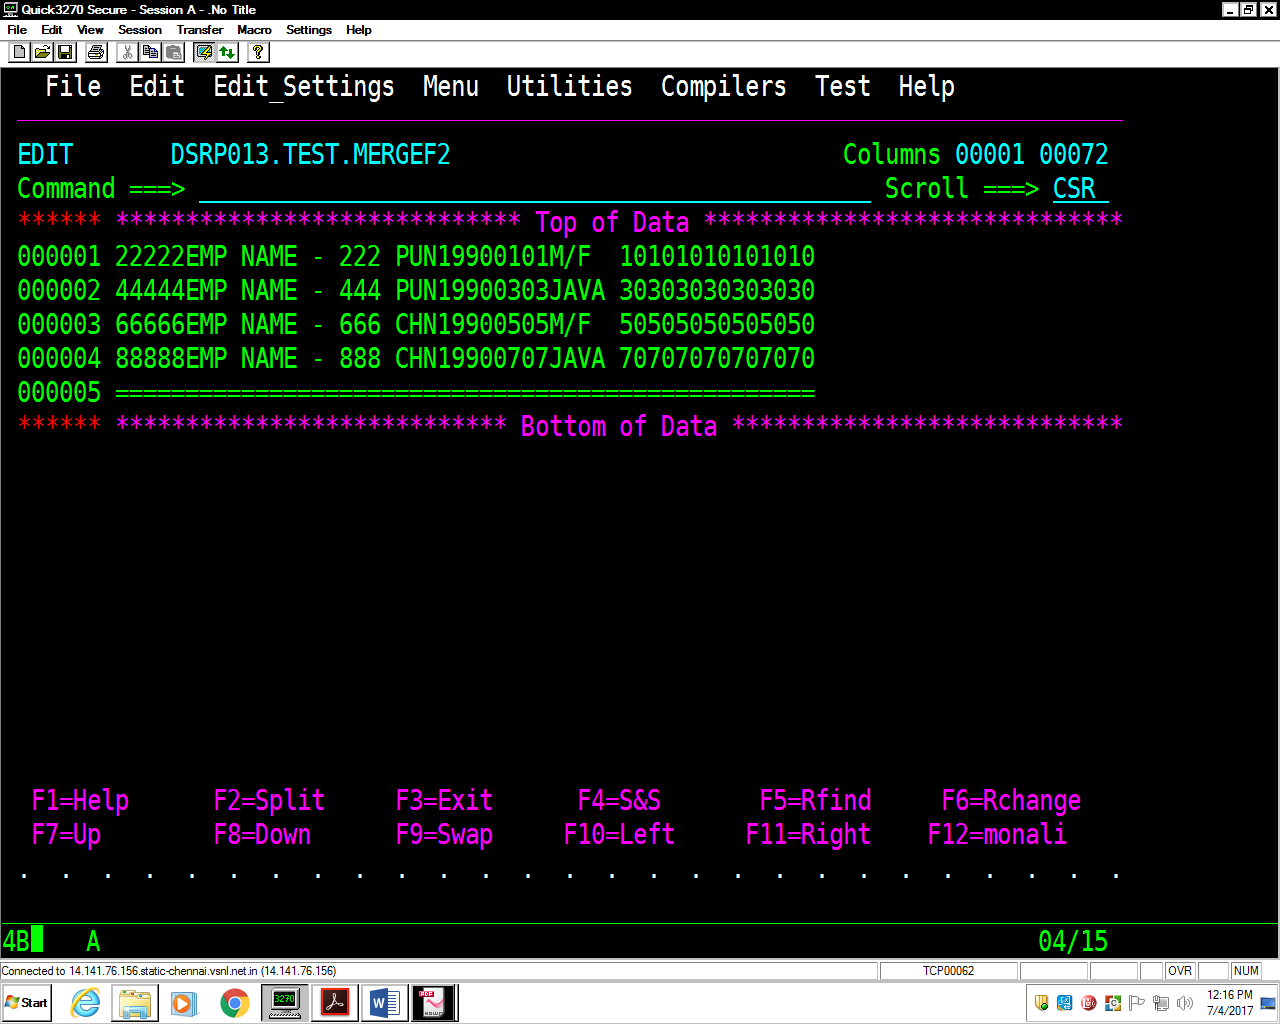 Quick3270 Secure - Session A - .No Title
File Edit View Session Transfer Macro Settings Help
File Edit Edit_Settings Menu Utilities Compilers Test Help
EDIT DSRP013.TEST.MERGEF2 Columns 00001 00072
Command ===> Scroll ===> CSR
****** ***************************** Top of Data ******************************
000001 22222EMP NAME - 222 PUN19900101M/F  10101010101010
000002 44444EMP NAME - 444 PUN19900303JAVA 30303030303030
000003 66666EMP NAME - 666 CHN19900505M/F  50505050505050
000004 88888EMP NAME - 888 CHN19900707JAVA 70707070707070
000005 ==================================================
****** **************************** Bottom of Data ****************************
F1=Help F2=Split F3=Exit F4=S&S F5=Rfind F6=Rchange
F7=Up F8=Down F9=Swap F10=Left F11=Right F12=monali
. . . . . . . . . . . . . . . . . . . . . . . . . . .
4B A 04/15
Connected to 14.141.76.156.static-chennai.vsnl.net.in (14.141.76.156) TCP00062 OVR NUM
Start 3270 12:16 PM
7/4/2017